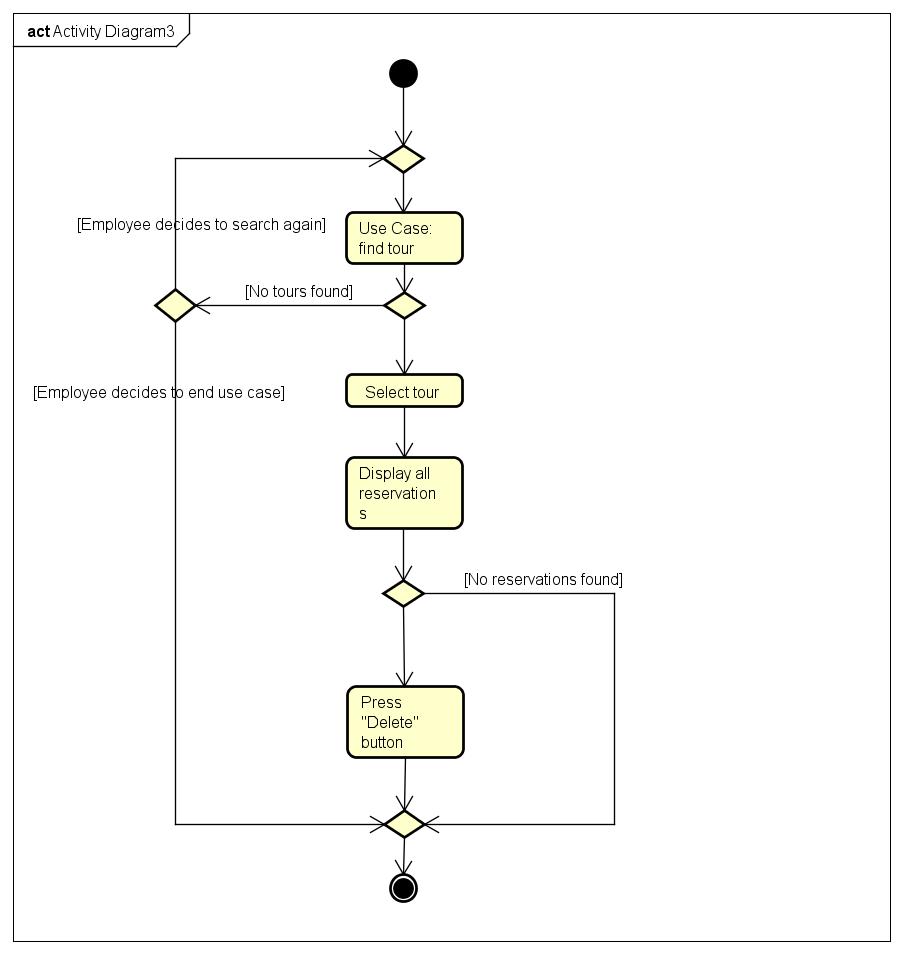 act Activity Diagram3
[Employee decides to search again]
Use Case:
find tour
[No tours found]
[Employee decides to end use case]
Select tour
Display all
reservation
s
[No reservations found]
Press
"Delete"
button